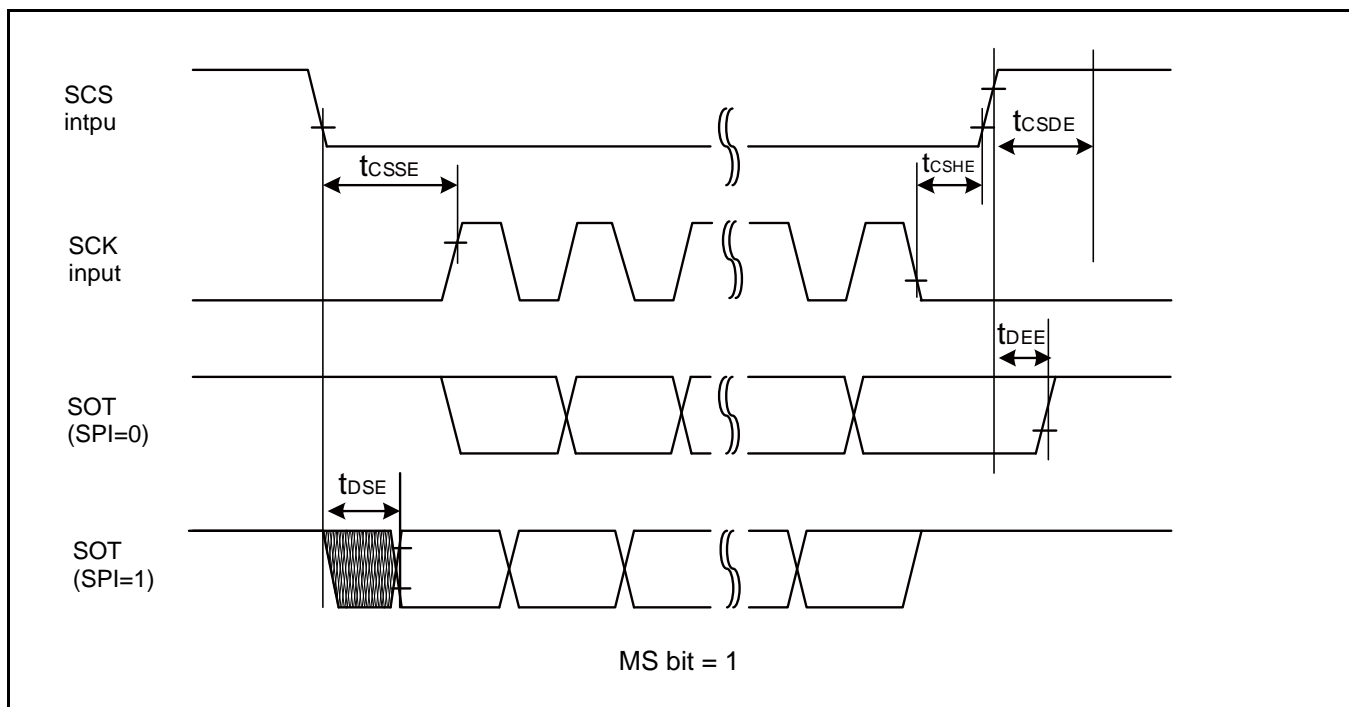 SCS
intpu
tCSDE
tCSSE
tCSHE
SCK
input
tDEE
SOT
(SPI=0)
tDSE
SOT
(SPI=1)
MS bit = 1